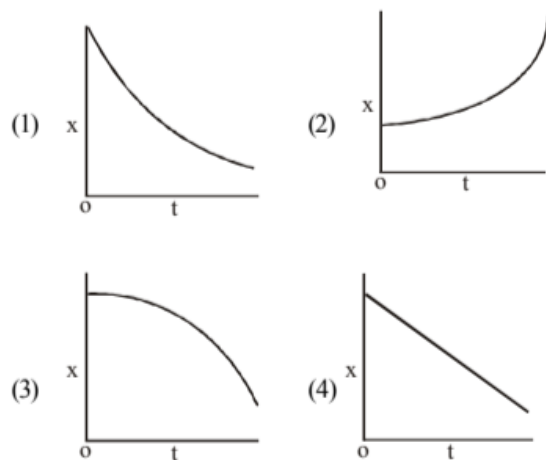 (1) x
o t
(2) x
o t
(3) x
o t
(4) x
o t